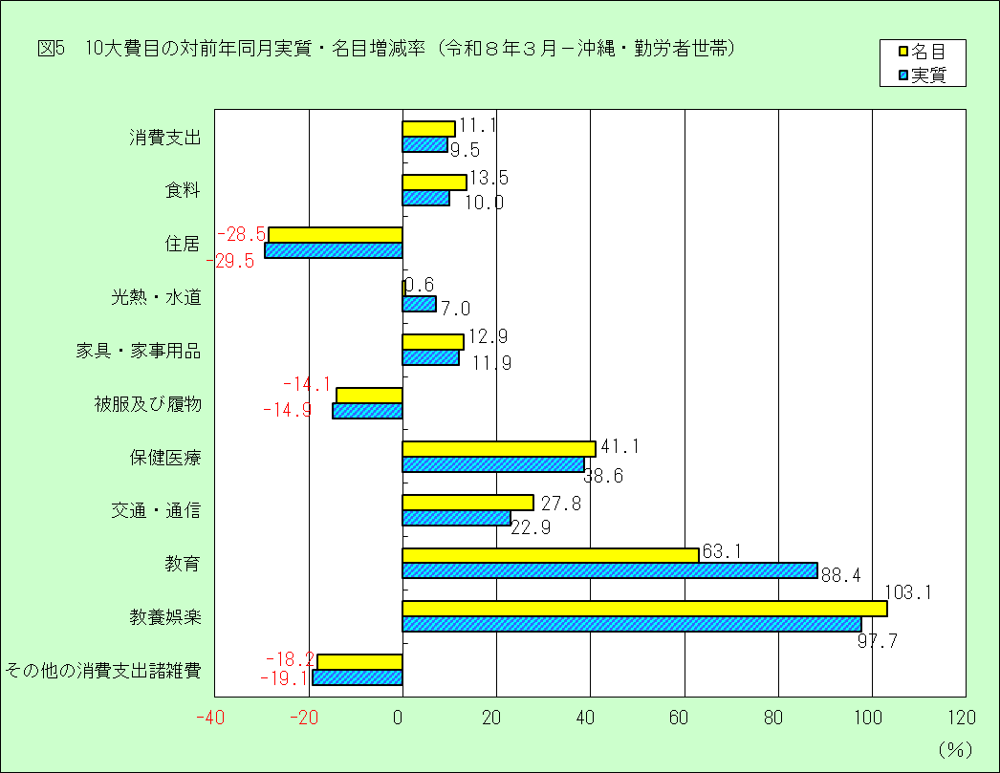 図5　10大費目の対前年同月実質・名目増減率（令和８年３月－沖縄・勤労者世帯）
名目
実質
消費支出
11.1
9.5
食料
13.5
10.0
住居
-28.5
-29.5
光熱・水道
0.6
7.0
家具・家事用品
12.9
11.9
被服及び履物
-14.1
-14.9
保健医療
41.1
38.6
交通・通信
27.8
22.9
教育
63.1
88.4
教養娯楽
103.1
97.7
その他の消費支出諸雑費
-18.2
-19.1
-40 -20 0 20 40 60 80 100 120
（％）